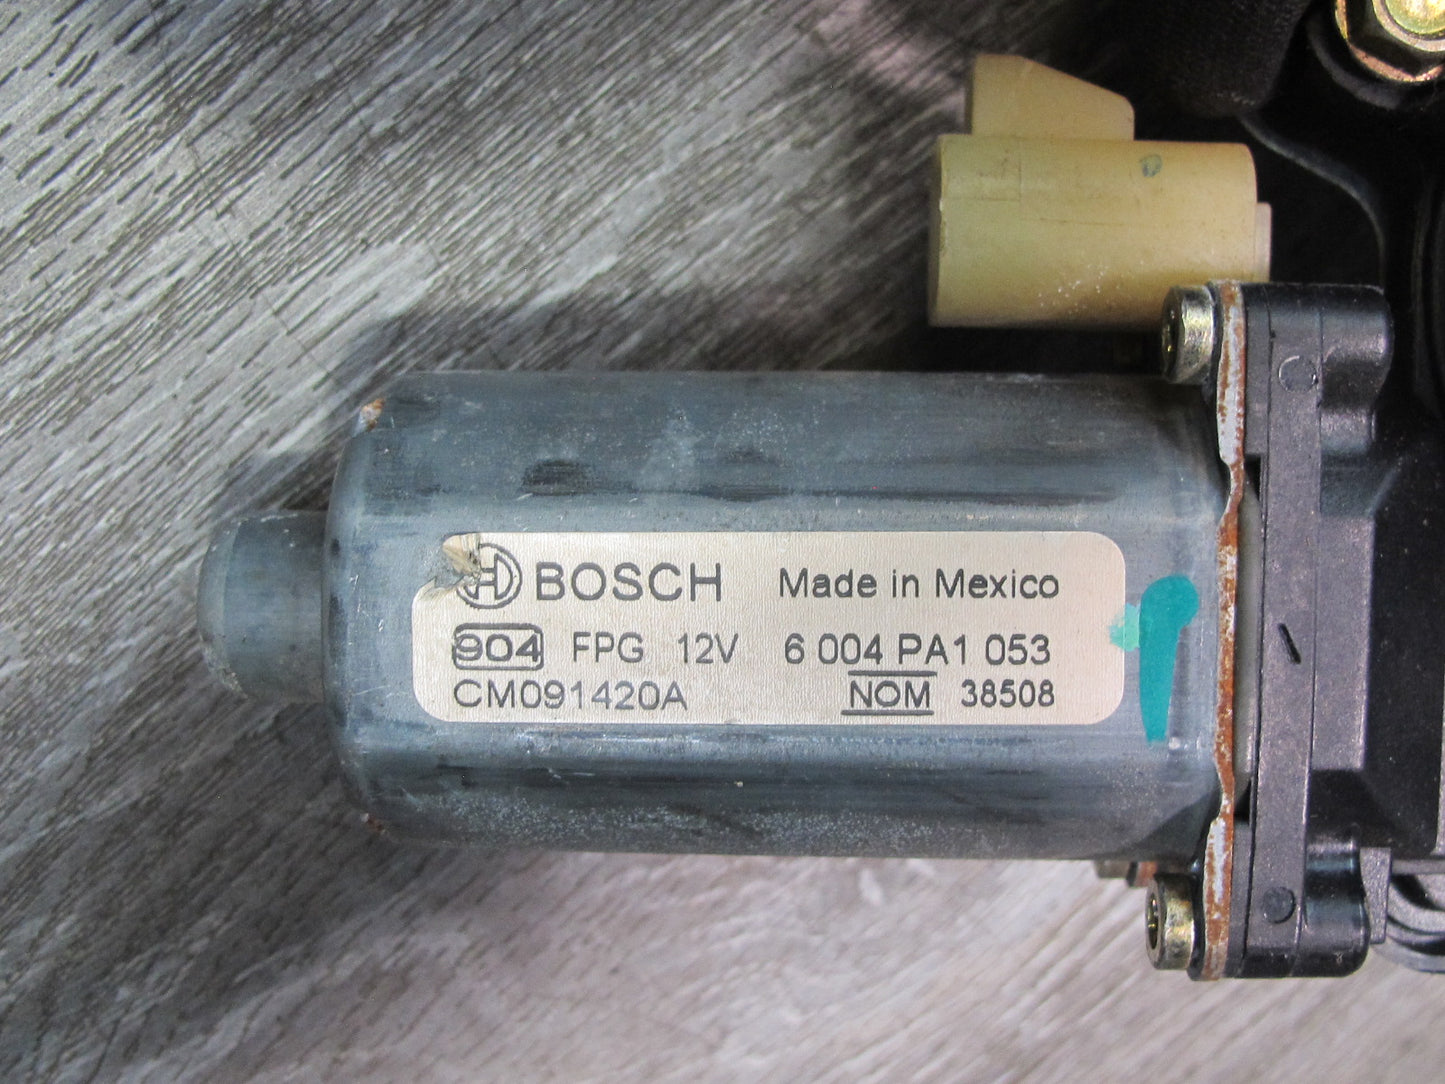 BOSCH Made in Mexico
904 FPG 12V 6 004 PA1 053
CM091420A NOM 38508